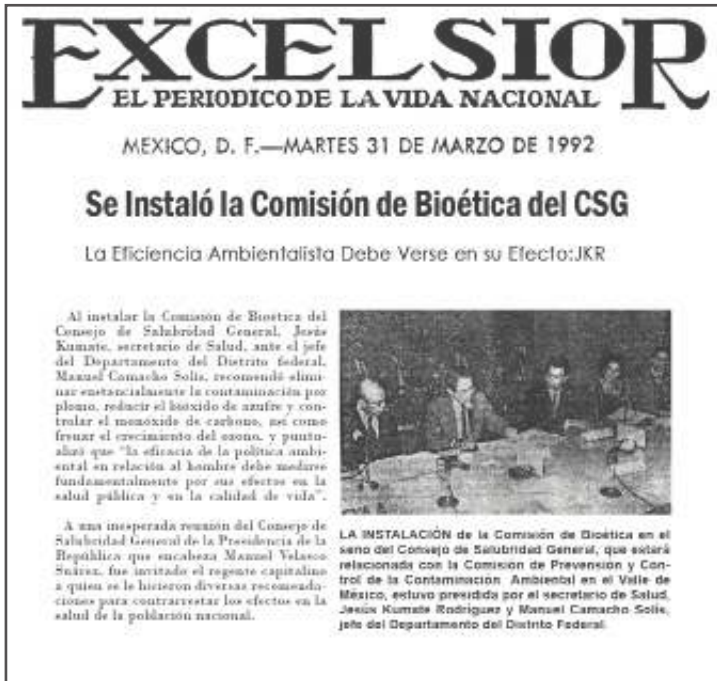 EXCELSIOR
EL PERIODICO DE LA VIDA NACIONAL
MEXICO, D. F.—MARTES 31 DE MARZO DE 1992
Se Instaló la Comisión de Bioética del CSG
La Eficiencia Ambientalista Debe Verse en su Efecto:JKR
Al instalar la Comisión de Bioética del
Consejo de Salubridad General, Jesús
Kumate, secretario de Salud, ante el jefe
del Departamento del Distrito federal,
Manuel Camacho Solís, recomendó elimi-
nar sustancialmente la contaminación por
plomo, reducir el bióxido de azufre y con-
trolar el monóxido de carbono, así como
frenar el crecimiento del ozono, y puntu-
alizó que "la eficacia de la política ambi-
ental en relación al hombre debe medirse
fundamentalmente por sus efectos en la
salud pública y en la calidad de vida".
A una inesperada reunión del Consejo de
Salubridad General de la Presidencia de la
República que encabeza Manuel Velasco
Suárez, fue invitado el regente capitalino
a quien se le hicieron diversas recomenda-
ciones para contrarrestar los efectos en la
salud de la población nacional.
LA INSTALACIÓN de la Comisión de Bioética en el
seno del Consejo de Salubridad General, que estará
relacionada con la Comisión de Prevención y Con-
trol de la Contaminación Ambiental en el Valle de
México, estuvo presidida por el secretario de Salud,
Jesús Kumate Rodríguez y Manuel Camacho Solís,
jefe del Departamento del Distrito Federal.